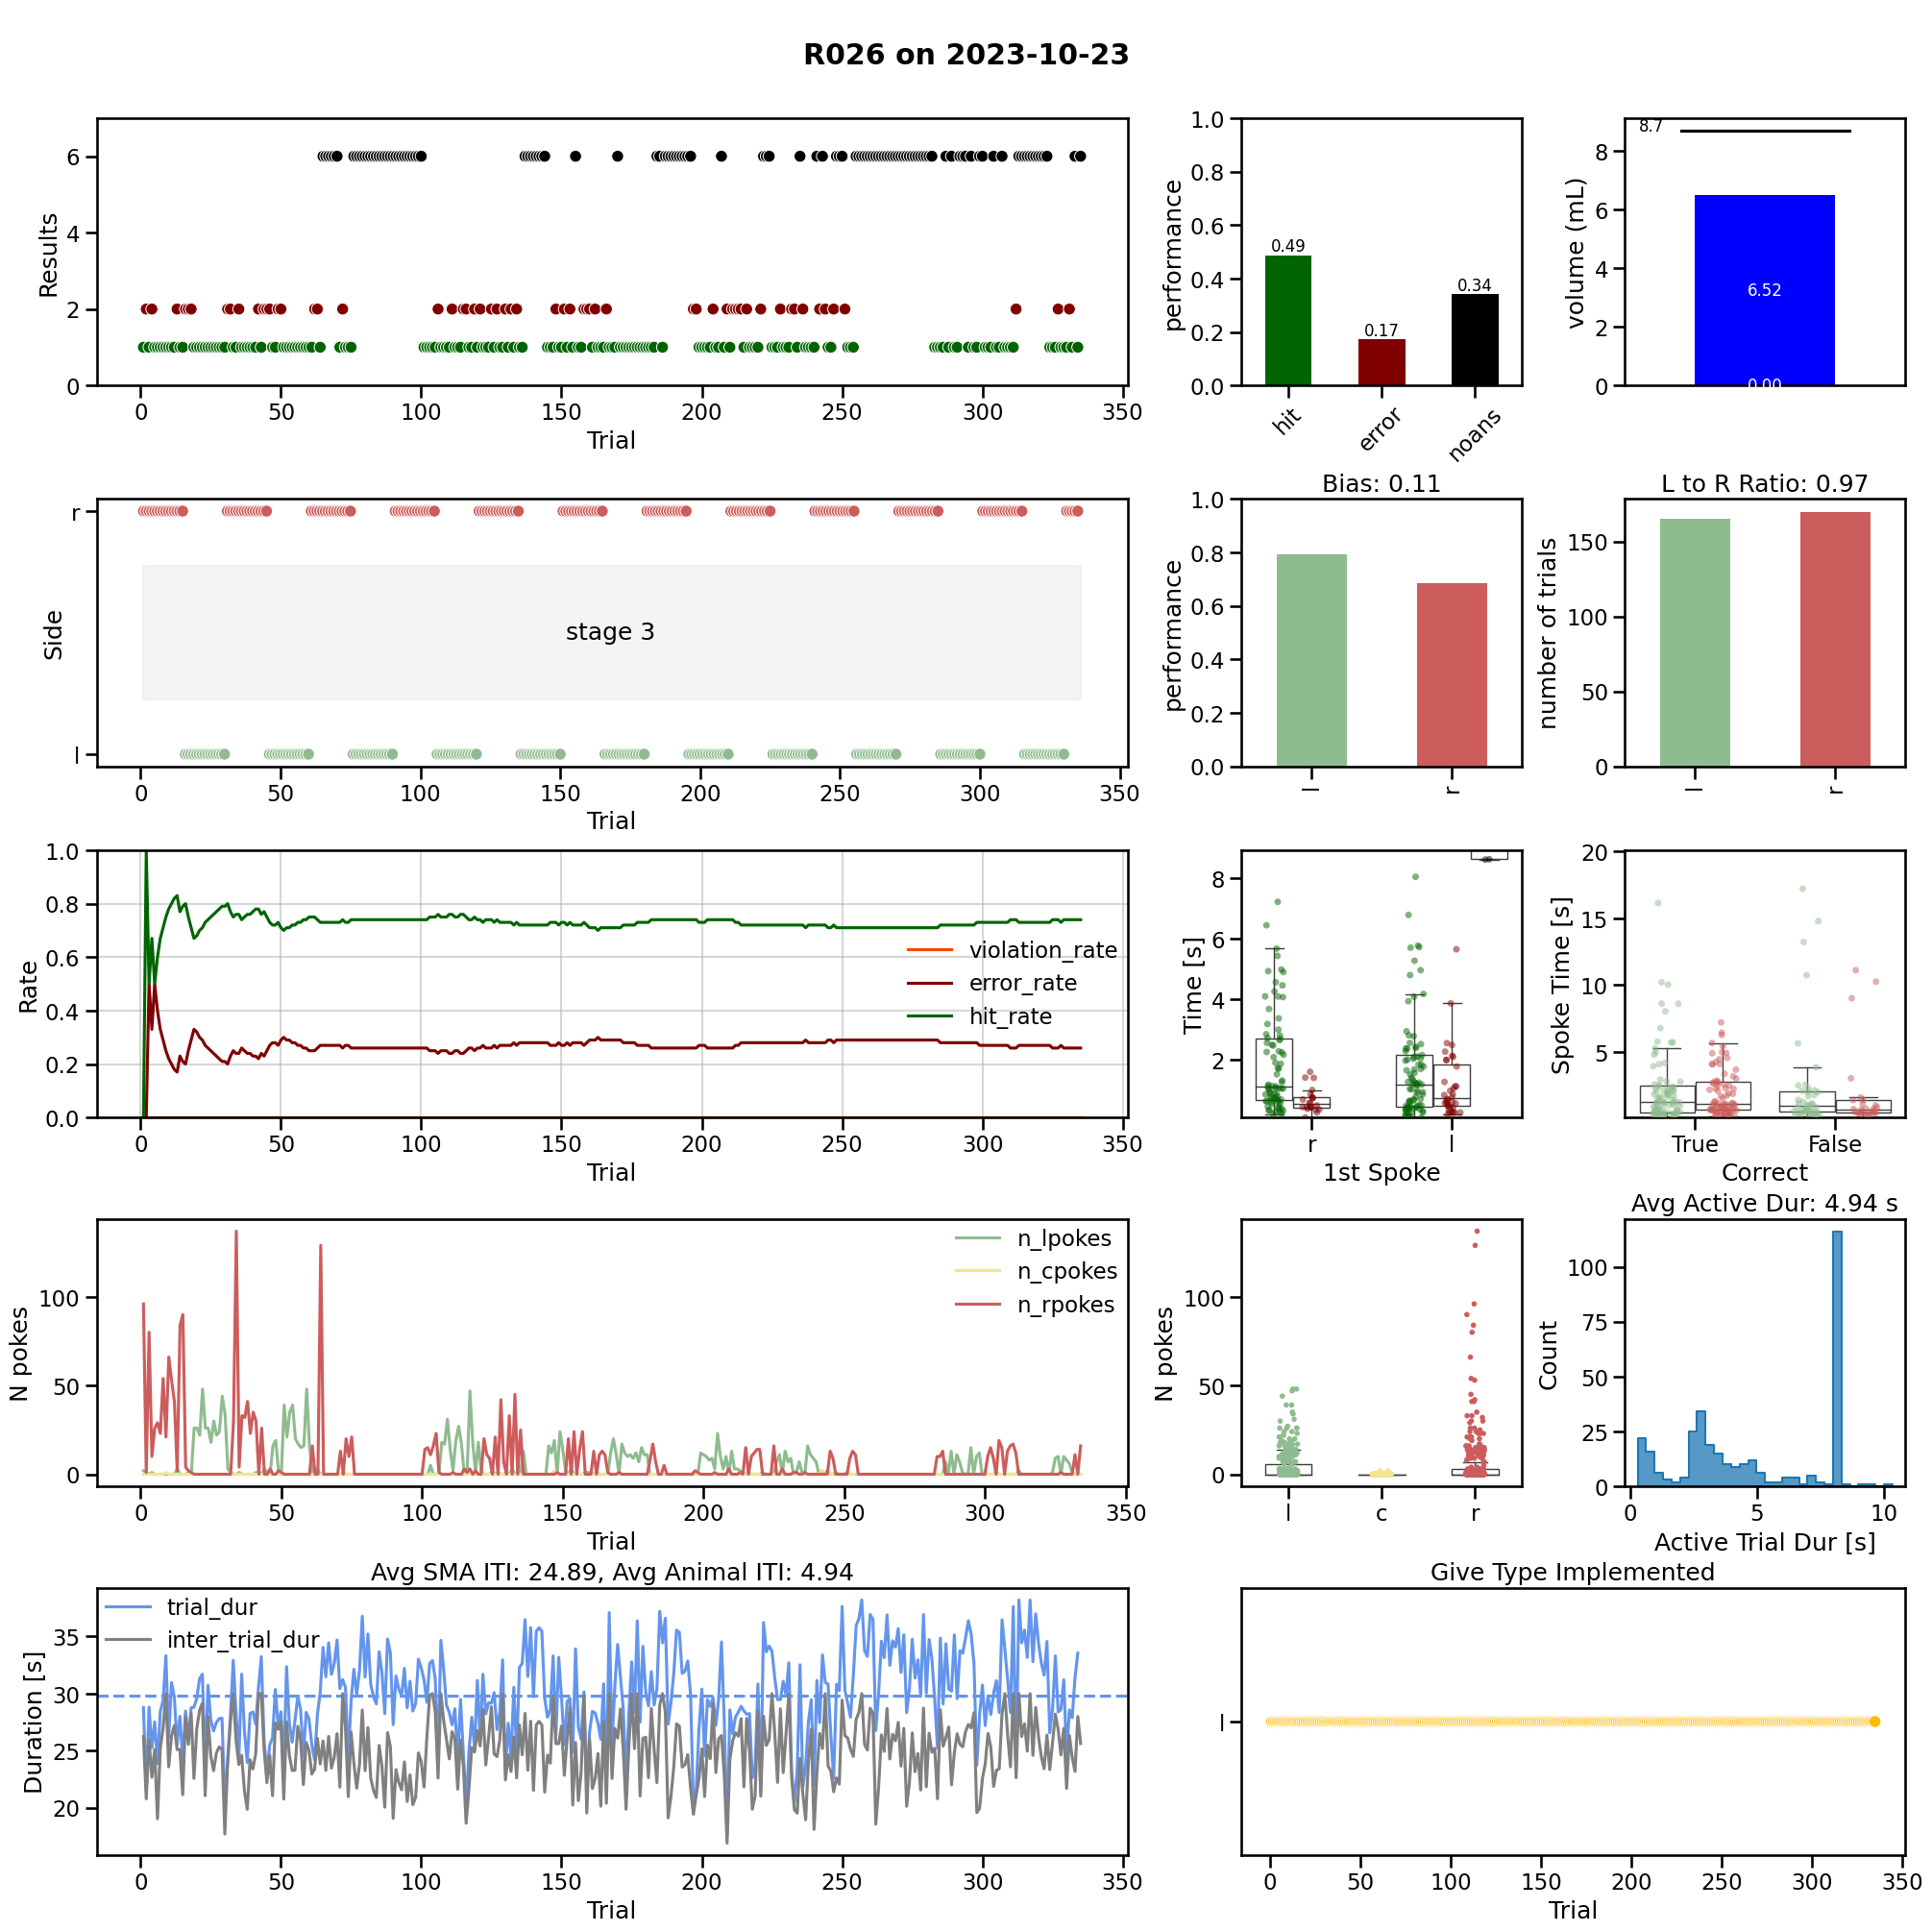 R026 on 2023-10-23
Results
6
4
2
0
0 50 100 150 200 250 300 350
Trial
performance
1.0
0.8
0.6
0.4
0.2
0.0
0.49
0.17
0.34
hit error noans
volume (mL)
8
6
4
2
0
8.7
6.52
0.00
Side
r
l
stage 3
0 50 100 150 200 250 300 350
Trial
Bias: 0.11
performance
1.0
0.8
0.6
0.4
0.2
0.0
l r
L to R Ratio: 0.97
number of trials
150
100
50
0
l r
Rate
1.0
0.8
0.6
0.4
0.2
0.0
violation_rate
error_rate
hit_rate
0 50 100 150 200 250 300 350
Trial
Time [s]
8
6
4
2
r l
1st Spoke
Spoke Time [s]
20
15
10
5
True False
Correct
N pokes
100
50
0
n_lpokes
n_cpokes
n_rpokes
0 50 100 150 200 250 300 350
Trial
N pokes
100
50
0
l c r
Avg Active Dur: 4.94 s
Count
100
75
50
25
0
0 5 10
Active Trial Dur [s]
Avg SMA ITI: 24.89, Avg Animal ITI: 4.94
Duration [s]
35
30
25
20
trial_dur
inter_trial_dur
0 50 100 150 200 250 300 350
Trial
Give Type Implemented
l
0 50 100 150 200 250 300 350
Trial